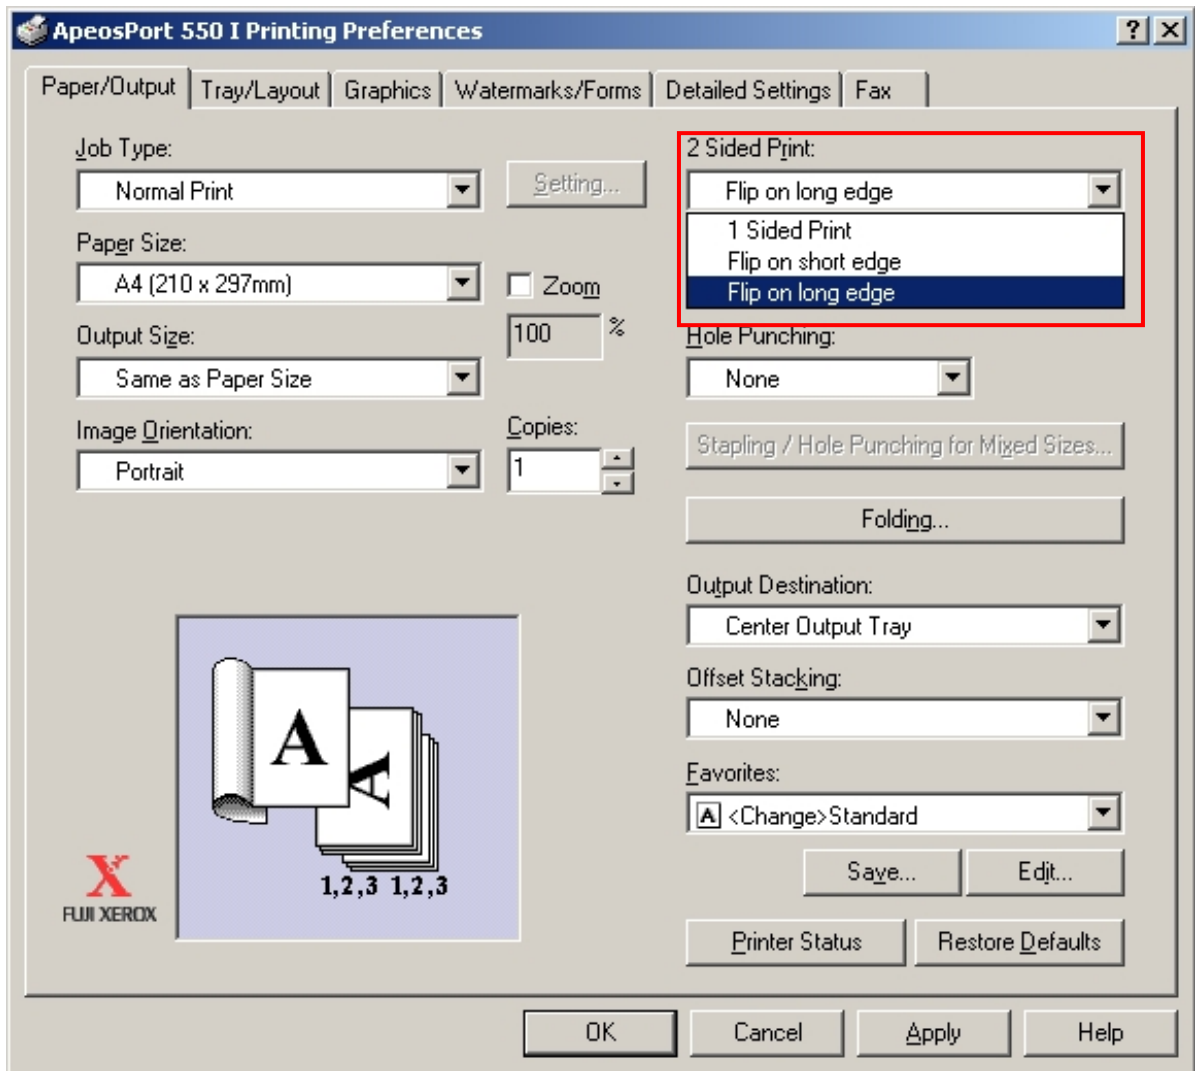 ApeosPort 550 I Printing Preferences
Paper/Output Tray/Layout Graphics Watermarks/Forms Detailed Settings Fax
Job Type:
Normal Print
Setting...
Paper Size:
A4 (210 x 297mm)
Zoom
100 %
Output Size:
Same as Paper Size
Image Orientation:
Portrait
Copies:
1
2 Sided Print:
Flip on long edge
1 Sided Print
Flip on short edge
Flip on long edge
Hole Punching:
None
Stapling / Hole Punching for Mixed Sizes...
Folding...
Output Destination:
Center Output Tray
Offset Stacking:
None
Favorites:
A <Change>Standard
Save... Edit...
Printer Status Restore Defaults
A
A
1,2,3 1,2,3
X
FUJI XEROX
OK Cancel Apply Help